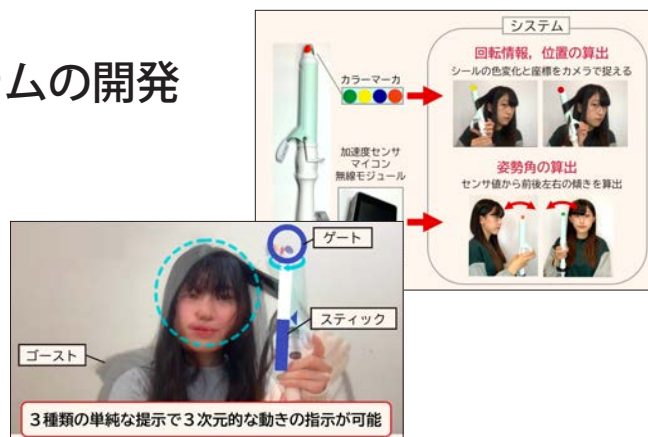 ムの開発
システム
回転情報，位置の算出
シールの色変化と座標をカメラで捉える
カラーマーカ
加速度センサ
マイコン
無線モジュール
姿勢角の算出
センサ値から前後左右の傾きを算出
ゲート
スティック
ゴースト
３種類の単純な提示で３次元的な動きの指示が可能